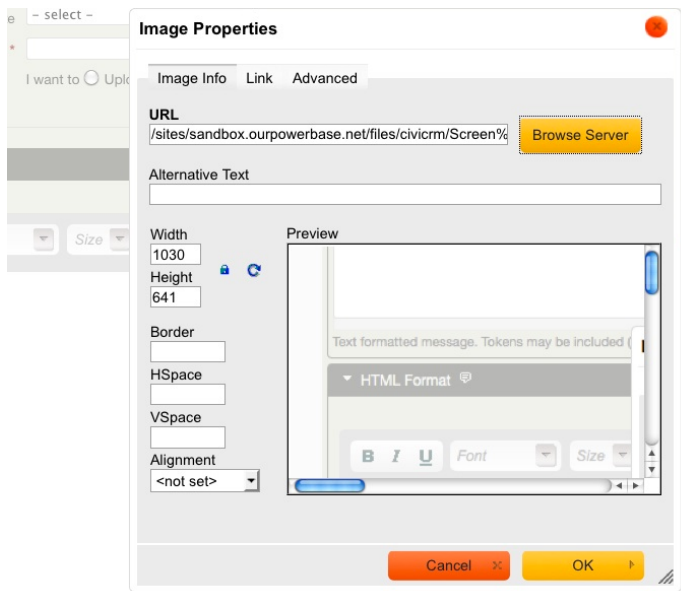 – select –
Image Properties
*
I want to Uplo
Image Info Link Advanced
URL
/sites/sandbox.ourpowerbase.net/files/civicrm/Screen%
Browse Server
Alternative Text
Width
1030
Height
641
Preview
Size
Border
HSpace
VSpace
Alignment
<not set>
Text formatted message. Tokens may be included (
HTML Format
B I U Font Size
Cancel
OK